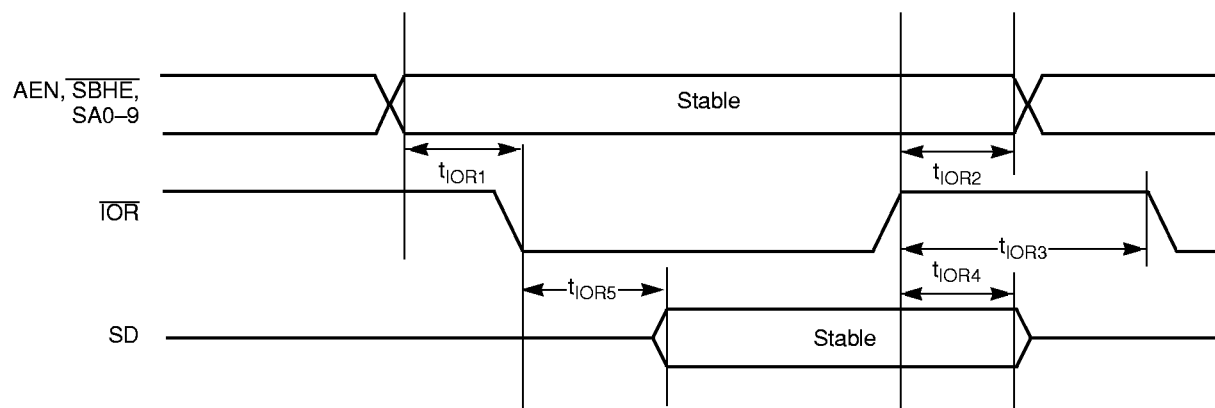 AEN, SBHE,
SA0–9
Stable
tIOR1
tIOR2
IOR
tIOR3
tIOR5
tIOR4
SD
Stable